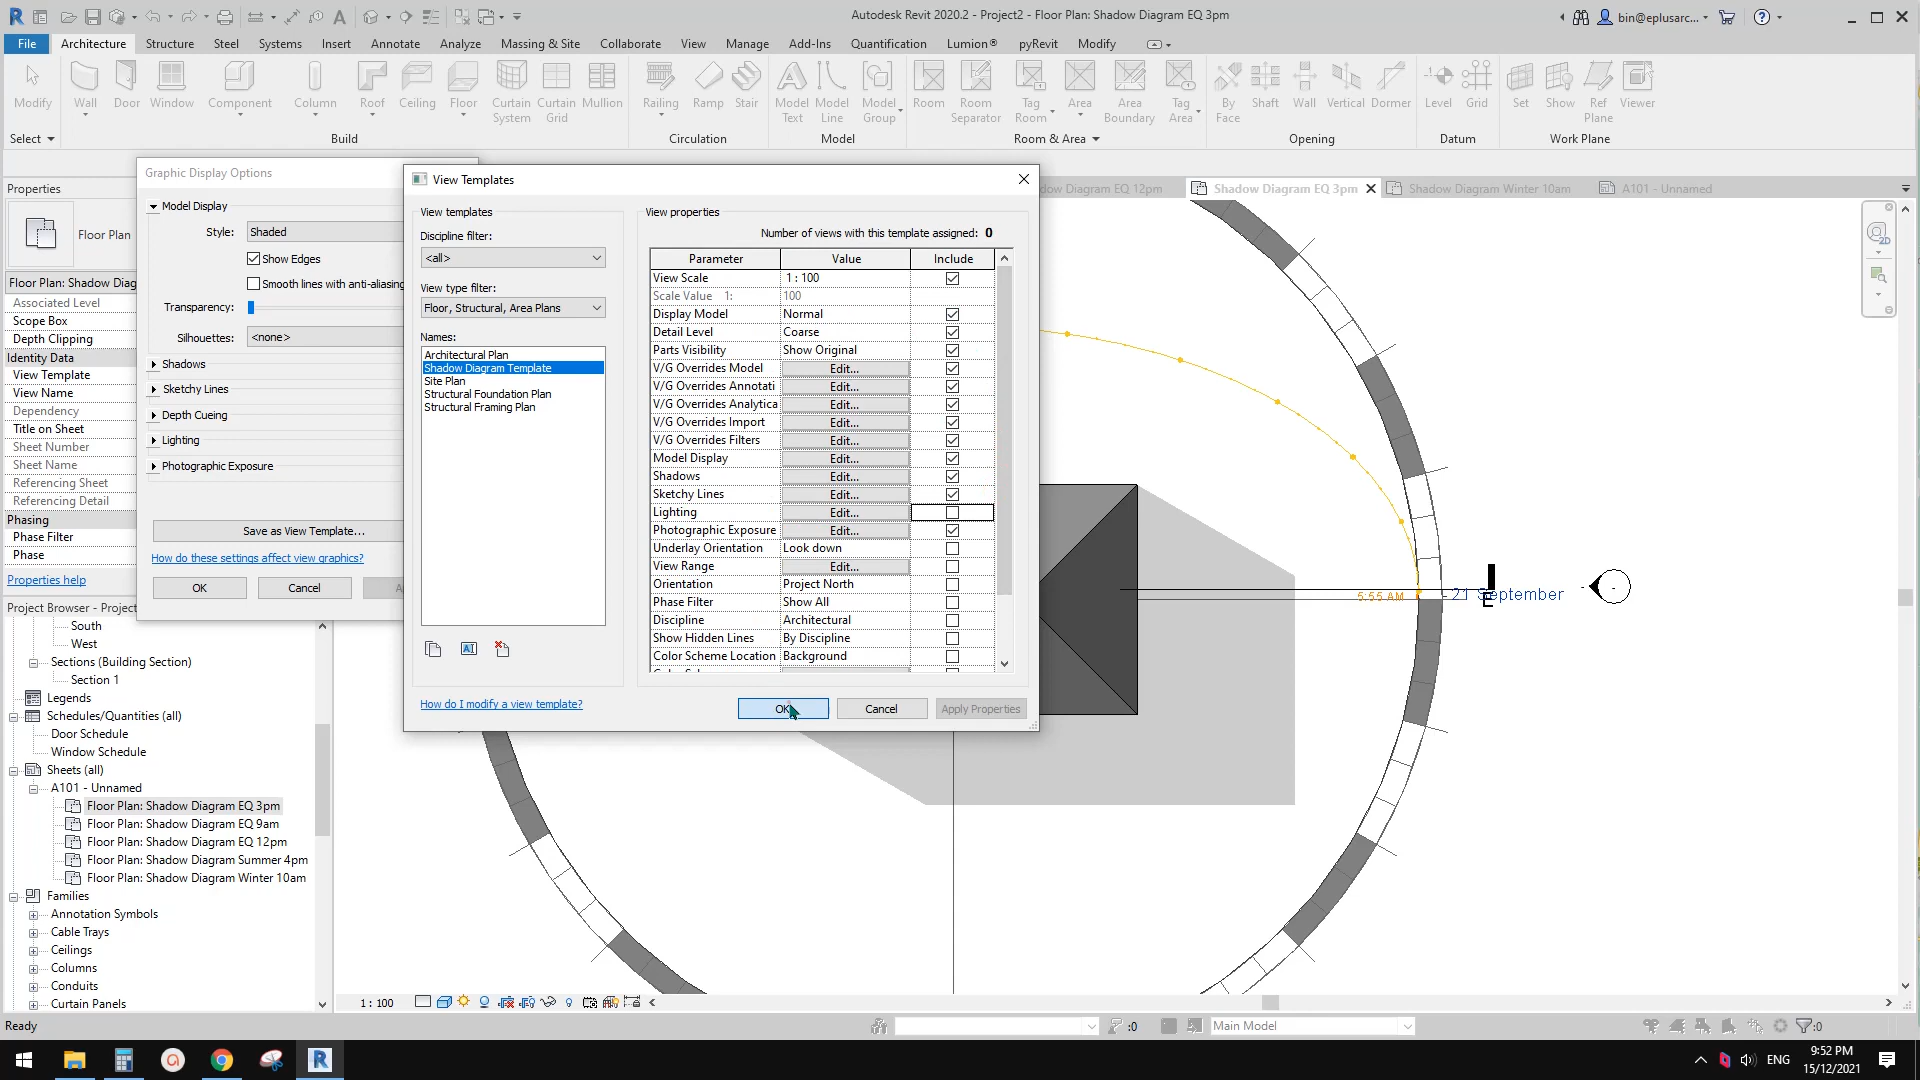 Autodesk Revit 2020.2 - Project2 - Floor Plan: Shadow Diagram EQ 3pm
bin@eplusarc...
File Architecture Structure Steel Systems Insert Annotate Analyze Massing & Site Collaborate View Manage Add-Ins Quantification Lumion® pyRevit Modify
Modify Wall Door Window Component Column Roof Ceiling Floor Curtain System Curtain Grid Mullion Railing Ramp Stair Model Text Model Line Model Group Room Room Separator Tag Room Area Area Boundary Tag Area By Face Shaft Wall Vertical Dormer Level Grid Set Show Ref Plane Viewer
Select Build Circulation Model Room & Area Opening Datum Work Plane
Properties
Floor Plan
Floor Plan: Shadow Diag
Associated Level
Scope Box
Depth Clipping
Identity Data
View Template
View Name
Dependency
Title on Sheet
Sheet Number
Sheet Name
Referencing Sheet
Referencing Detail
Phasing
Phase Filter
Phase
Properties help
Graphic Display Options
Model Display
Style: Shaded
Show Edges
Smooth lines with anti-aliasing
Transparency:
Silhouettes: <none>
Shadows
Sketchy Lines
Depth Cueing
Lighting
Photographic Exposure
Save as View Template...
How do these settings affect view graphics?
OK Cancel
View Templates
View templates
Discipline filter:
<all>
View type filter:
Floor, Structural, Area Plans
Names:
Architectural Plan
Shadow Diagram Template
Site Plan
Structural Foundation Plan
Structural Framing Plan
How do I modify a view template?
View properties
Number of views with this template assigned: 0
Parameter Value Include
View Scale 1 : 100
Scale Value 1: 100
Display Model Normal
Detail Level Coarse
Parts Visibility Show Original
V/G Overrides Model Edit...
V/G Overrides Annotati Edit...
V/G Overrides Analytica Edit...
V/G Overrides Import Edit...
V/G Overrides Filters Edit...
Model Display Edit...
Shadows Edit...
Sketchy Lines Edit...
Lighting Edit...
Photographic Exposure Edit...
Underlay Orientation Look down
View Range Edit...
Orientation Project North
Phase Filter Show All
Discipline Architectural
Show Hidden Lines By Discipline
Color Scheme Location Background
OK Cancel Apply Properties
dow Diagram EQ 12pm Shadow Diagram EQ 3pm Shadow Diagram Winter 10am A101 - Unnamed
2D
5:55 AM
21 September
E
Project Browser - Project
South
West
Sections (Building Section)
Section 1
Legends
Schedules/Quantities (all)
Door Schedule
Window Schedule
Sheets (all)
A101 - Unnamed
Floor Plan: Shadow Diagram EQ 3pm
Floor Plan: Shadow Diagram EQ 9am
Floor Plan: Shadow Diagram EQ 12pm
Floor Plan: Shadow Diagram Summer 4pm
Floor Plan: Shadow Diagram Winter 10am
Families
Annotation Symbols
Cable Trays
Ceilings
Columns
Conduits
Curtain Panels
1 : 100
Ready
:0
Main Model
:0
ENG
9:52 PM
15/12/2021